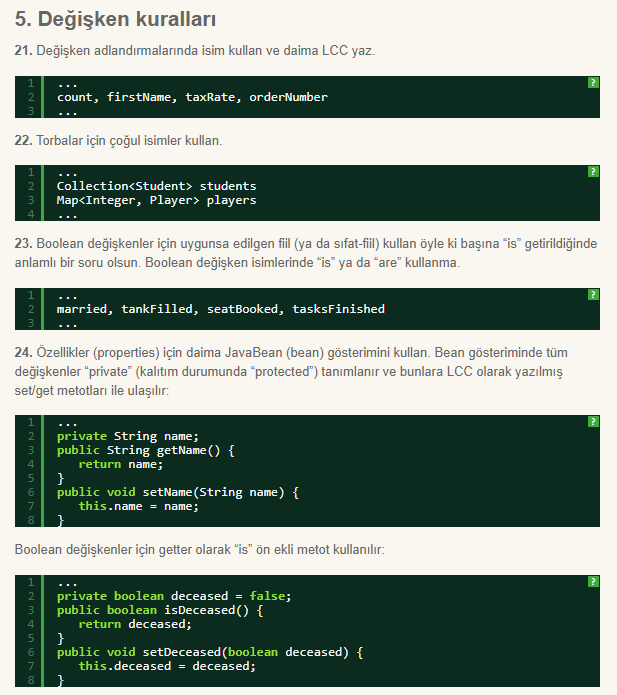 5. Değişken kuralları
21. Değişken adlandırmalarında isim kullan ve daima LCC yaz.
1 ...
?
2 count, firstName, taxRate, orderNumber
3 ...
22. Torbalar için çoğul isimler kullan.
1 ...
?
2 Collection<Student> students
3 Map<Integer, Player> players
4 ...
23. Boolean değişkenler için uygunsa edilgen fiil (ya da sıfat-fiil) kullan öyle ki başına “is” getirildiğinde
anlamlı bir soru olsun. Boolean değişken isimlerinde “is” ya da “are” kullanma.
1 ...
?
2 married, tankFilled, seatBooked, tasksFinished
3 ...
24. Özellikler (properties) için daima JavaBean (bean) gösterimini kullan. Bean gösteriminde tüm
değişkenler “private” (kalıtım durumunda “protected”) tanımlanır ve bunlara LCC olarak yazılmış
set/get metotları ile ulaşılır:
1 ...
?
2 private String name;
3 public String getName() {
4 return name;
5 }
6 public void setName(String name) {
7 this.name = name;
8 }
Boolean değişkenler için getter olarak “is” ön ekli metot kullanılır:
1 ...
?
2 private boolean deceased = false;
3 public boolean isDeceased() {
4 return deceased;
5 }
6 public void setDeceased(boolean deceased) {
7 this.deceased = deceased;
8 }